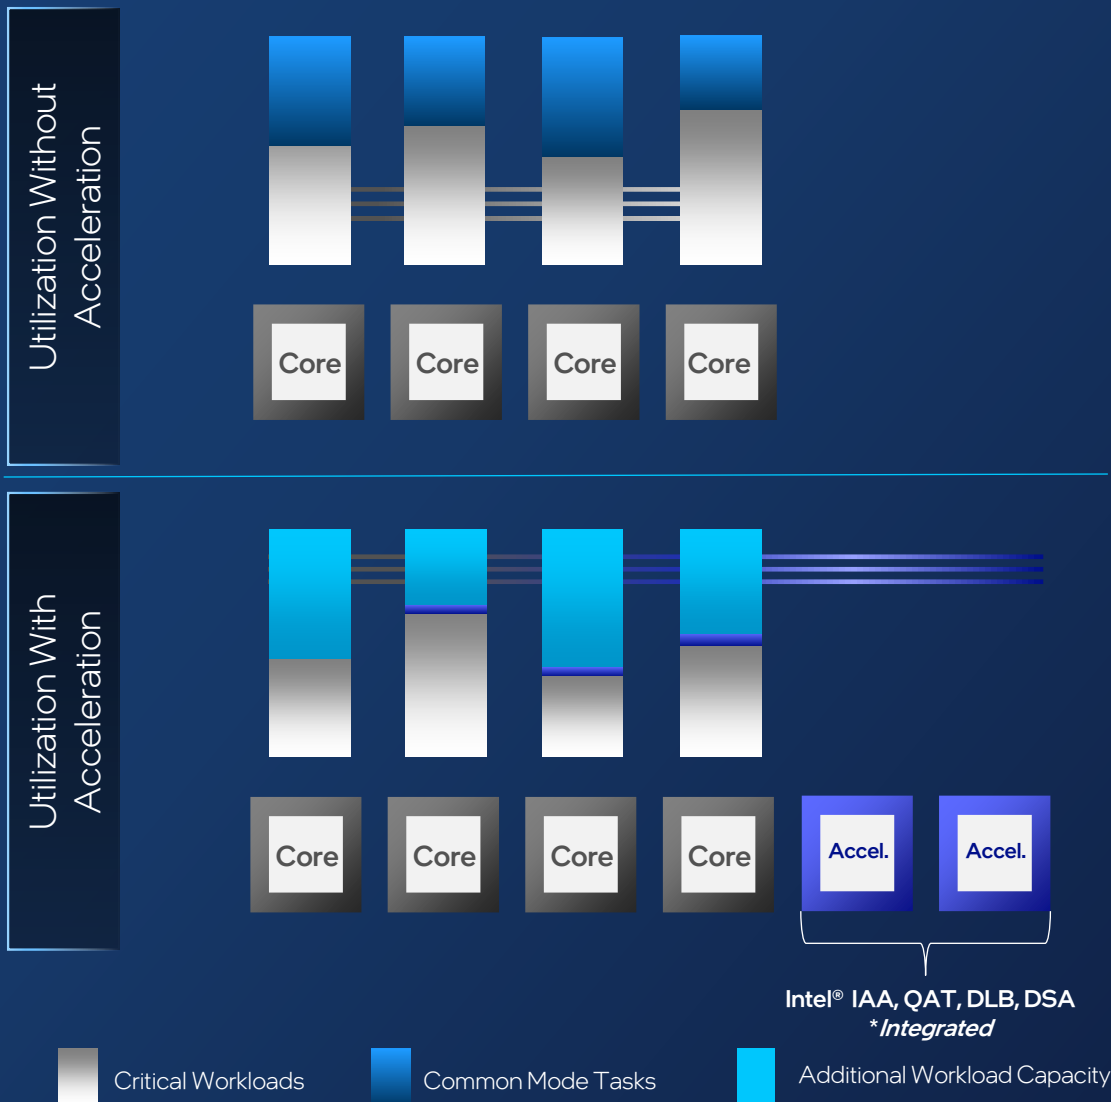 Utilization Without
Acceleration
Core Core Core Core
Utilization With
Acceleration
Core Core Core Core Accel. Accel.
Intel® IAA, QAT, DLB, DSA
*Integrated
Critical Workloads Common Mode Tasks Additional Workload Capacity